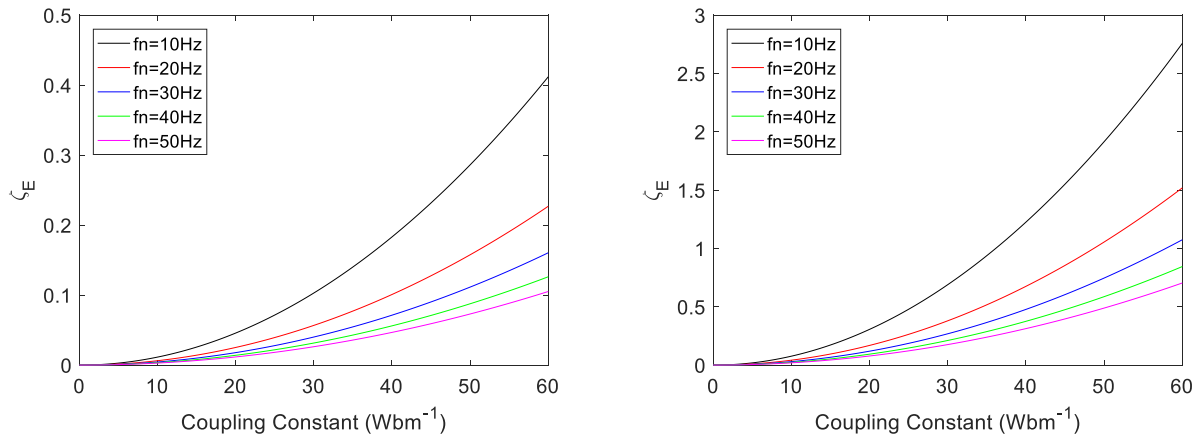 0.5
0.4
0.3
0.2
0.1
0
ζE
fn=10Hz
fn=20Hz
fn=30Hz
fn=40Hz
fn=50Hz
0 10 20 30 40 50 60
Coupling Constant (Wbm⁻¹)
3
2.5
2
1.5
1
0.5
0
ζE
fn=10Hz
fn=20Hz
fn=30Hz
fn=40Hz
fn=50Hz
0 10 20 30 40 50 60
Coupling Constant (Wbm⁻¹)